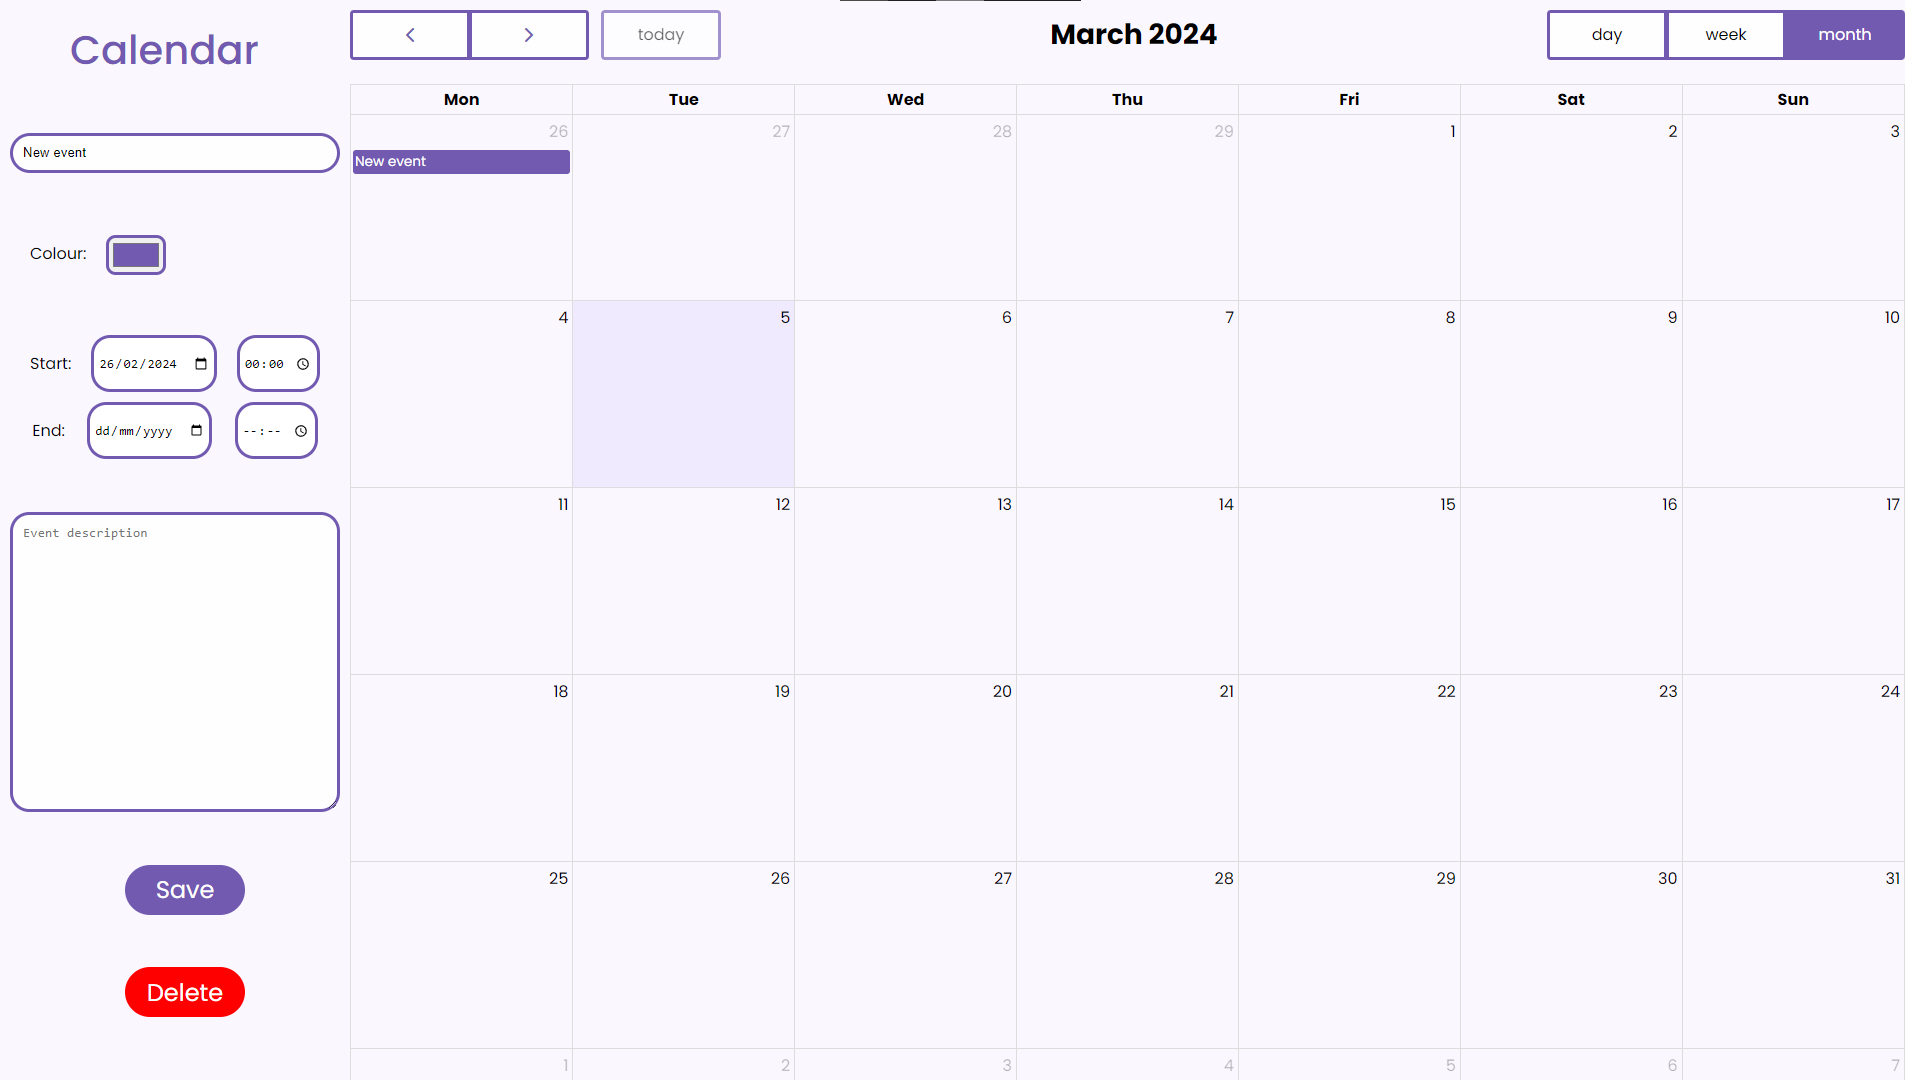 Calendar
New event
Colour:
Start: 26/02/2024 00:00
End: dd/mm/yyyy --:--
Event description
Save
Delete
today
March 2024
day week month
Mon Tue Wed Thu Fri Sat Sun
26 27 28 29 1 2 3
New event
4 5 6 7 8 9 10
11 12 13 14 15 16 17
18 19 20 21 22 23 24
25 26 27 28 29 30 31
1 2 3 4 5 6 7